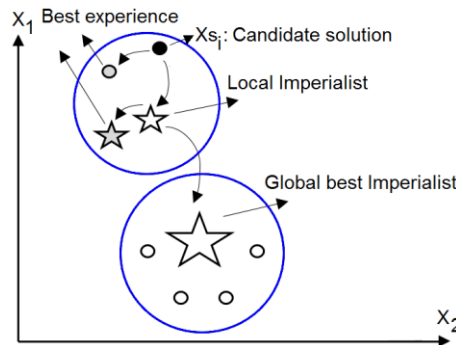 X1 Best experience
Xsi: Candidate solution
Local Imperialist
Global best Imperialist
X2